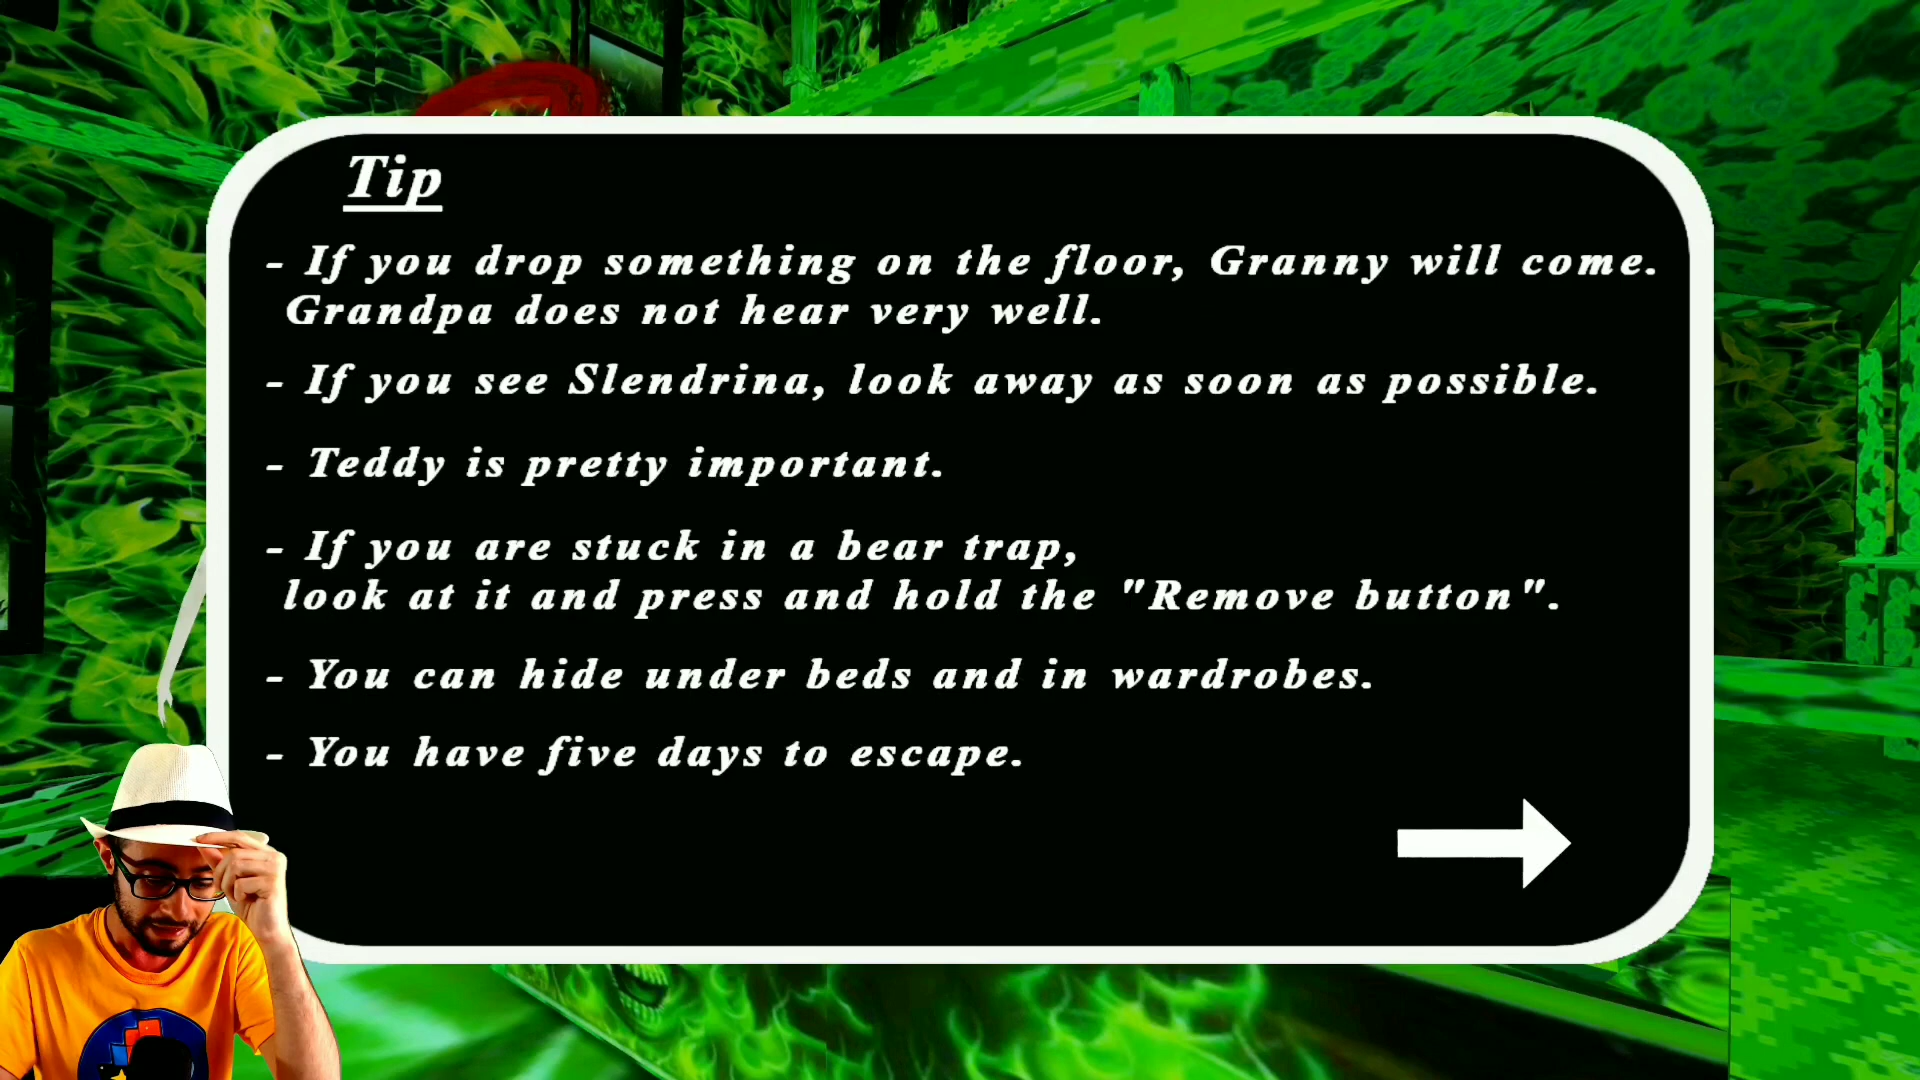 Tip
- If you drop something on the floor, Granny will come.
Grandpa does not hear very well.
- If you see Slendrina, look away as soon as possible.
- Teddy is pretty important.
- If you are stuck in a bear trap,
look at it and press and hold the "Remove button".
- You can hide under beds and in wardrobes.
- You have five days to escape.